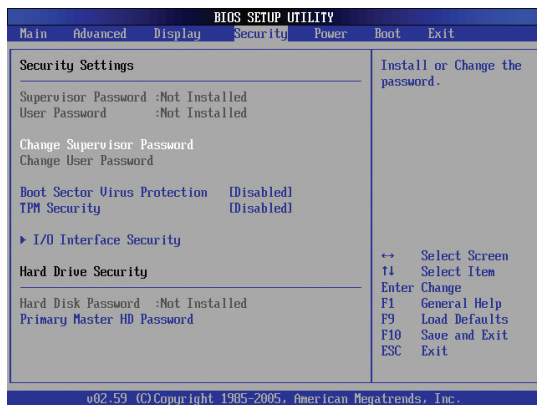 BIOS SETUP UTILITY
Main Advanced Display Security Power Boot Exit
Security Settings
Supervisor Password :Not Installed
User Password :Not Installed
Change Supervisor Password
Change User Password
Boot Sector Virus Protection [Disabled]
TPM Security [Disabled]
▶ I/O Interface Security
Hard Drive Security
Hard Disk Password :Not Installed
Primary Master HD Password
Install or Change the
password.
↔ Select Screen
↑↓ Select Item
Enter Change
F1 General Help
F9 Load Defaults
F10 Save and Exit
ESC Exit
v02.59 (C)Copyright 1985-2005, American Megatrends, Inc.